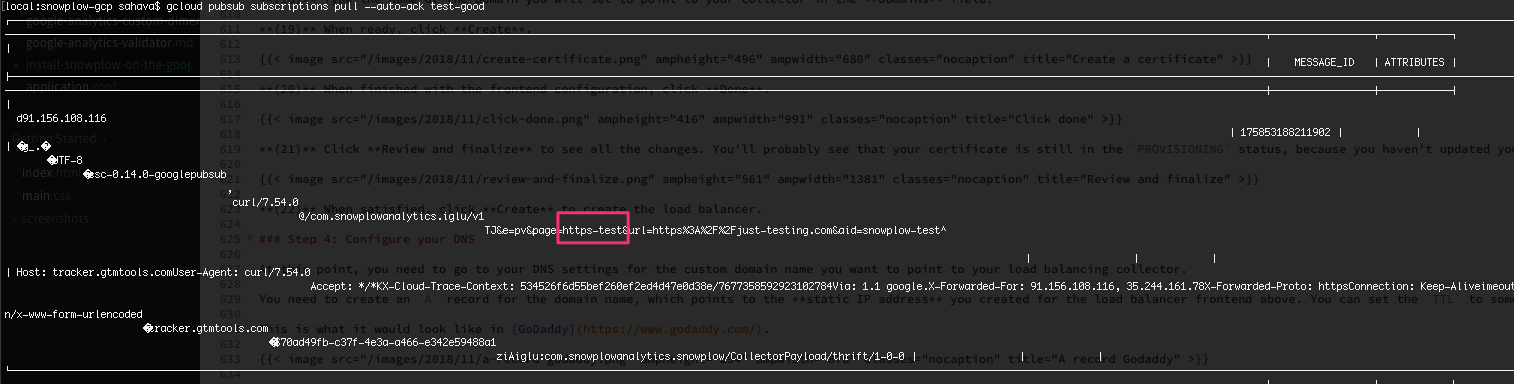 [local:snowplow-gcp sahava$ gcloud pubsub subscriptions pull --auto-ack test-good
google-analytics-custom-dimen
611
**(19)** When ready, click **Create**.
google-analytics-validator.md
612
install-snowplow-on-the-goog
613 {{< image src="/images/2018/11/create-certificate.png" ampheight="496" ampwidth="680" classes="nocaption" title="Create a certificate" >}}
| MESSAGE_ID | ATTRIBUTES |
614
application.conf
615 **(20)** When finished with the frontend configuration, click **Done**
616
d91.156.108.116
617 {{< image src="/images/2018/11/click-done.png" ampheight="416" ampwidth="991" classes="nocaption" title="Click done" >}}
Getting Started
618
| 175853188211902 | |
| �g_.�
619 **(21)** Click **Review and finalize** to see all the changes. You'll probably see that your certificate is still in the `PROVISIONING` status, because you haven't updated you
�UTF-8
620
index.html
�ssc-0.14.0-googlepubsub
621 {{< image src="/images/2018/11/review-and-finalize.png" ampheight="561" ampwidth="1381" classes="nocaption" title="Review and finalize" >}}
622
main.css
,
curl/7.54.0
623 **(22)** When satisfied, click **Create** to create the load balancer.
screenshots
@/com.snowplowanalytics.iglu/v1
624
TJ&e=pv&page=https-test&url=https%3A%2F%2Fjust-testing.com&aid=snowplow-test^
625 ### Step 4: Configure your DNS
626
| | |
point, you need to go to your DNS settings for the custom domain name you want to point to your load balancing collector.
| Host: tracker.gtmtools.comUser-Agent: curl/7.54.0
628
Accept: */*KX-Cloud-Trace-Context: 534526f6d55bef260ef2ed4d47e0d38e/7677358592923102784Via: 1.1 google.X-Forwarded-For: 91.156.108.116, 35.244.161.78X-Forwarded-Proto: httpsConnection: Keep-Aliveimeout
629 You need to create an `A` record for the domain name, which points to the **static IP address** you created for the load balancer frontend above. You can set the `TTL` to som
n/x-www-form-urlencoded
630
�tracker.gtmtools.com
631 This is what it would look like in [GoDaddy](https://www.godaddy.com/).
�$70ad49fb-c37f-4e3a-a466-e342e59488a1
632
ziAiglu:com.snowplowanalytics.snowplow/CollectorPayload/thrift/1-0-0 | | |
633 {{< image src="/images/2018/11/a- classes="nocaption" title="A record Godaddy" >}}
634